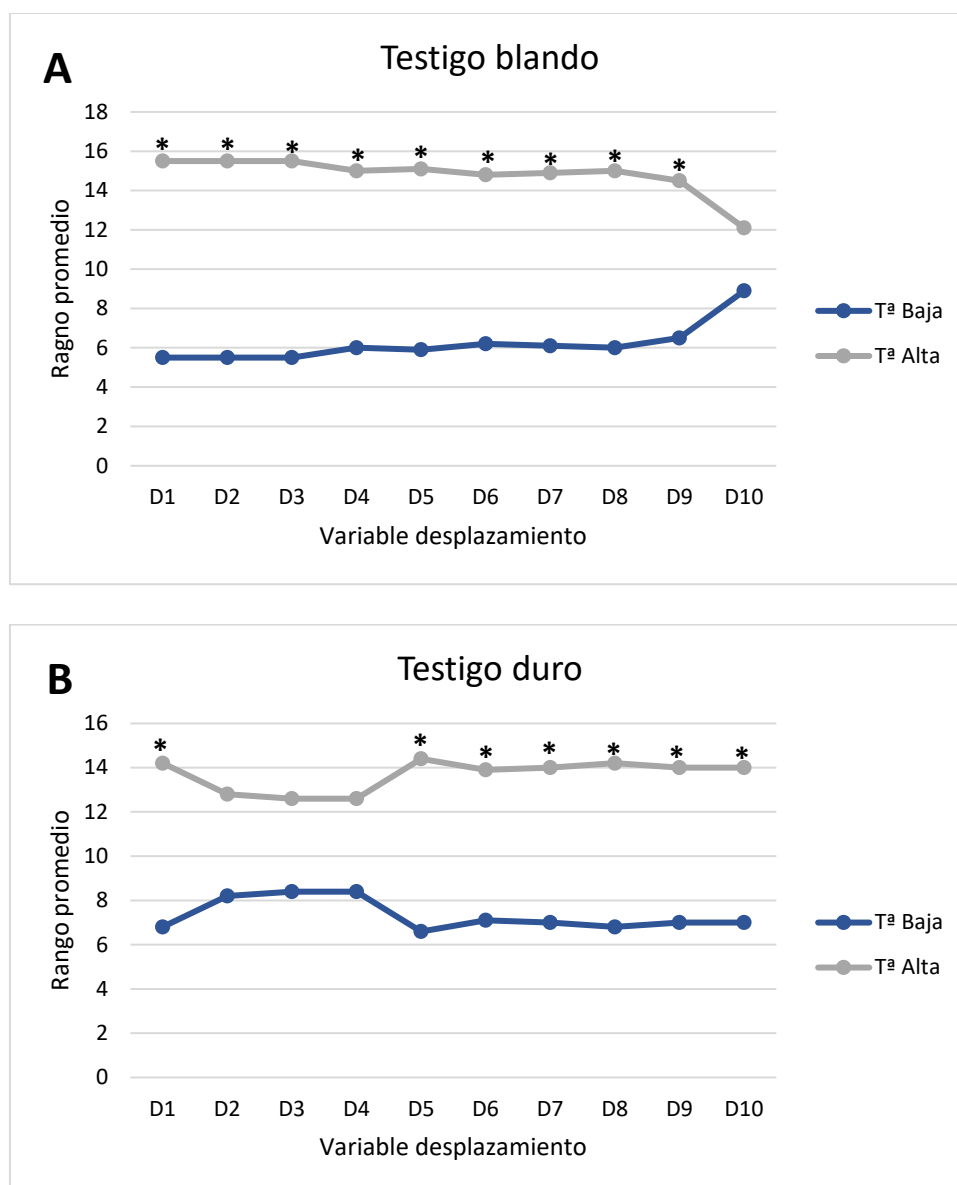 A
Testigo blando
18
16
14
12
10
8
6
4
2
0
* * * * * * * * *
Ragno promedio
D1 D2 D3 D4 D5 D6 D7 D8 D9 D10
Variable desplazamiento
Tª Baja
Tª Alta
B
Testigo duro
16
14
12
10
8
6
4
2
0
* * * * * * *
Rango promedio
D1 D2 D3 D4 D5 D6 D7 D8 D9 D10
Variable desplazamiento
Tª Baja
Tª Alta